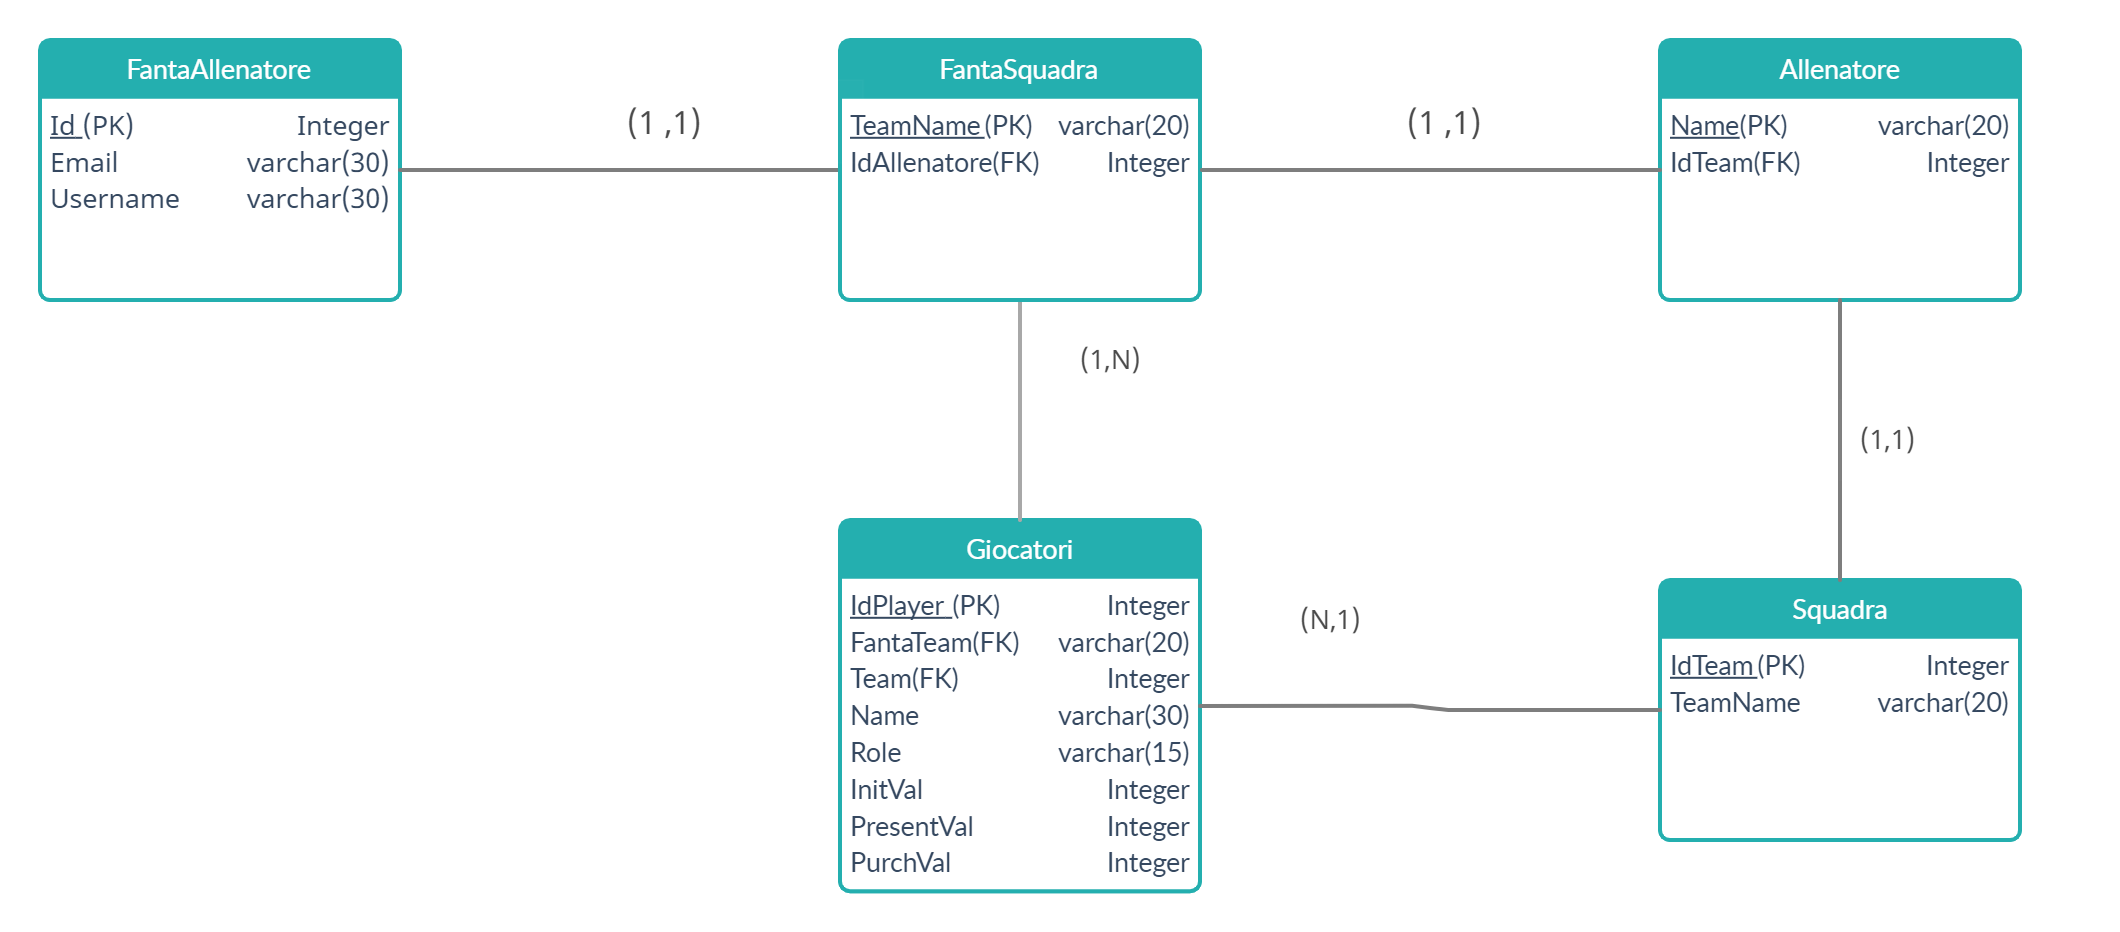 FantaAllenatore
Id (PK) Integer
Email varchar(30)
Username varchar(30)
(1 ,1)
FantaSquadra
TeamName (PK) varchar(20)
IdAllenatore(FK) Integer
(1 ,1)
Allenatore
Name(PK) varchar(20)
IdTeam(FK) Integer
(1,N)
(1,1)
Giocatori
IdPlayer (PK) Integer
FantaTeam(FK) varchar(20)
Team(FK) Integer
Name varchar(30)
Role varchar(15)
InitVal Integer
PresentVal Integer
PurchVal Integer
(N,1)
Squadra
IdTeam (PK) Integer
TeamName varchar(20)